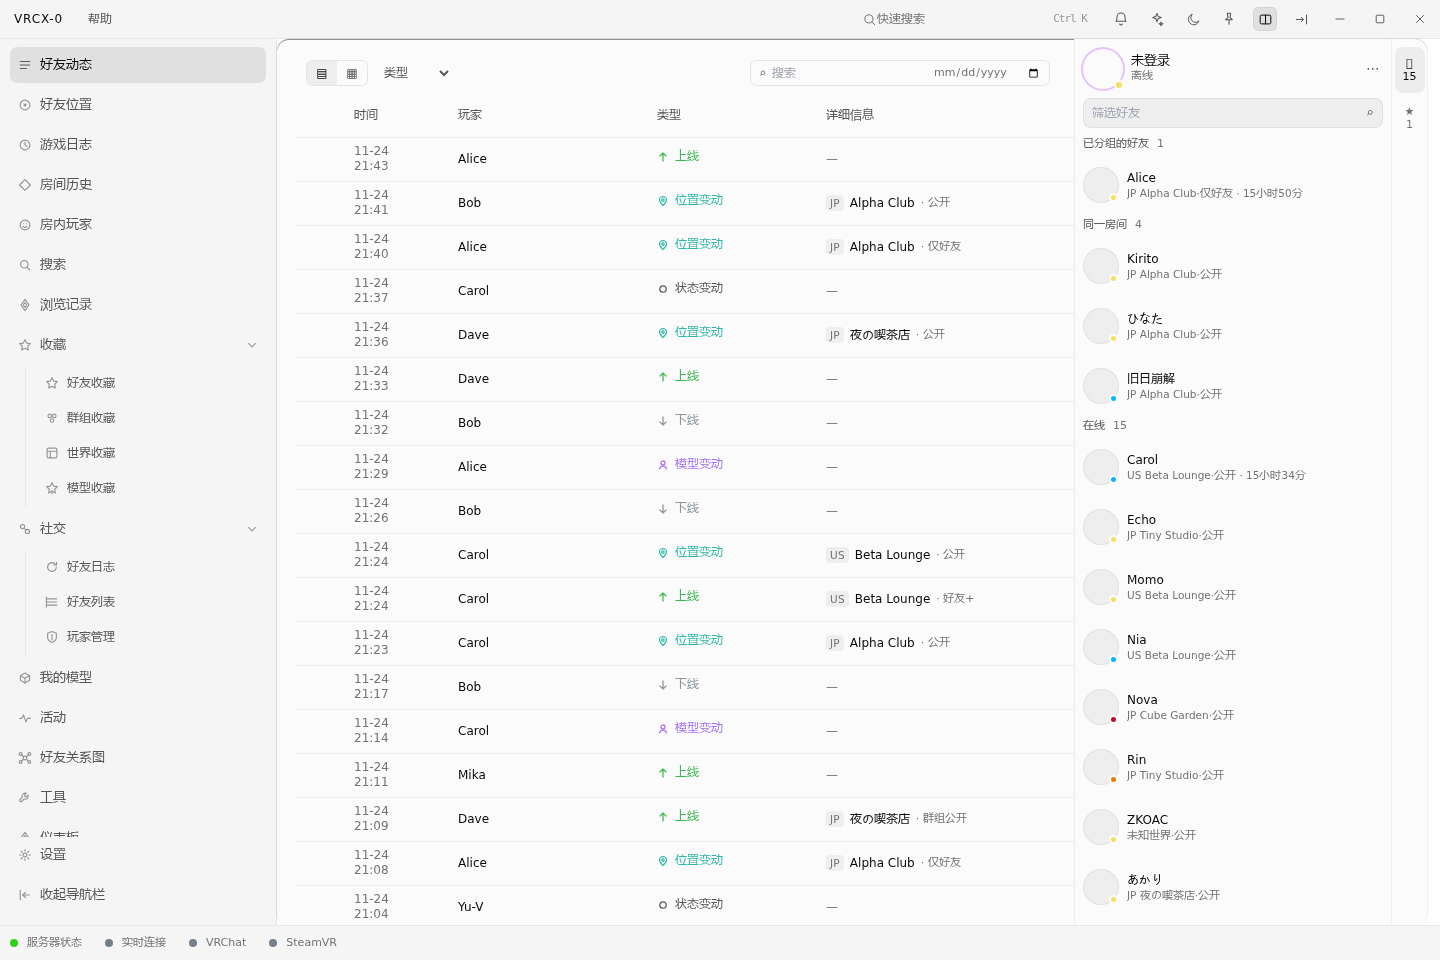 VRCX-0 帮助 快速搜索 Ctrl K
好友动态
好友位置
游戏日志
房间历史
房内玩家
搜索
浏览记录
收藏
好友收藏
群组收藏
世界收藏
模型收藏
社交
好友日志
好友列表
玩家管理
我的模型
活动
好友关系图
工具
仪表板
设置
收起导航栏
类型 搜索 mm/dd/yyyy
时间 玩家 类型 详细信息
11-24 21:43 Alice 上线 —
11-24 21:41 Bob 位置变动 JP Alpha Club · 公开
11-24 21:40 Alice 位置变动 JP Alpha Club · 仅好友
11-24 21:37 Carol 状态变动 —
11-24 21:36 Dave 位置变动 JP 夜の喫茶店 · 公开
11-24 21:33 Dave 上线 —
11-24 21:32 Bob 下线 —
11-24 21:29 Alice 模型变动 —
11-24 21:26 Bob 下线 —
11-24 21:24 Carol 位置变动 US Beta Lounge · 公开
11-24 21:24 Carol 上线 US Beta Lounge · 好友+
11-24 21:23 Carol 位置变动 JP Alpha Club · 公开
11-24 21:17 Bob 下线 —
11-24 21:14 Carol 模型变动 —
11-24 21:11 Mika 上线 —
11-24 21:09 Dave 上线 JP 夜の喫茶店 · 群组公开
11-24 21:08 Alice 位置变动 JP Alpha Club · 仅好友
11-24 21:04 Yu-V 状态变动 —
未登录
离线
筛选好友
已分组的好友 1
Alice
JP Alpha Club·仅好友 · 15小时50分
同一房间 4
Kirito
JP Alpha Club·公开
ひなた
JP Alpha Club·公开
旧日崩解
JP Alpha Club·公开
在线 15
Carol
US Beta Lounge·公开 · 15小时34分
Echo
JP Tiny Studio·公开
Momo
US Beta Lounge·公开
Nia
US Beta Lounge·公开
Nova
JP Cube Garden·公开
Rin
JP Tiny Studio·公开
ZKOAC
未知世界·公开
あかり
JP 夜の喫茶店·公开
15
★
1
服务器状态 实时连接 VRChat SteamVR